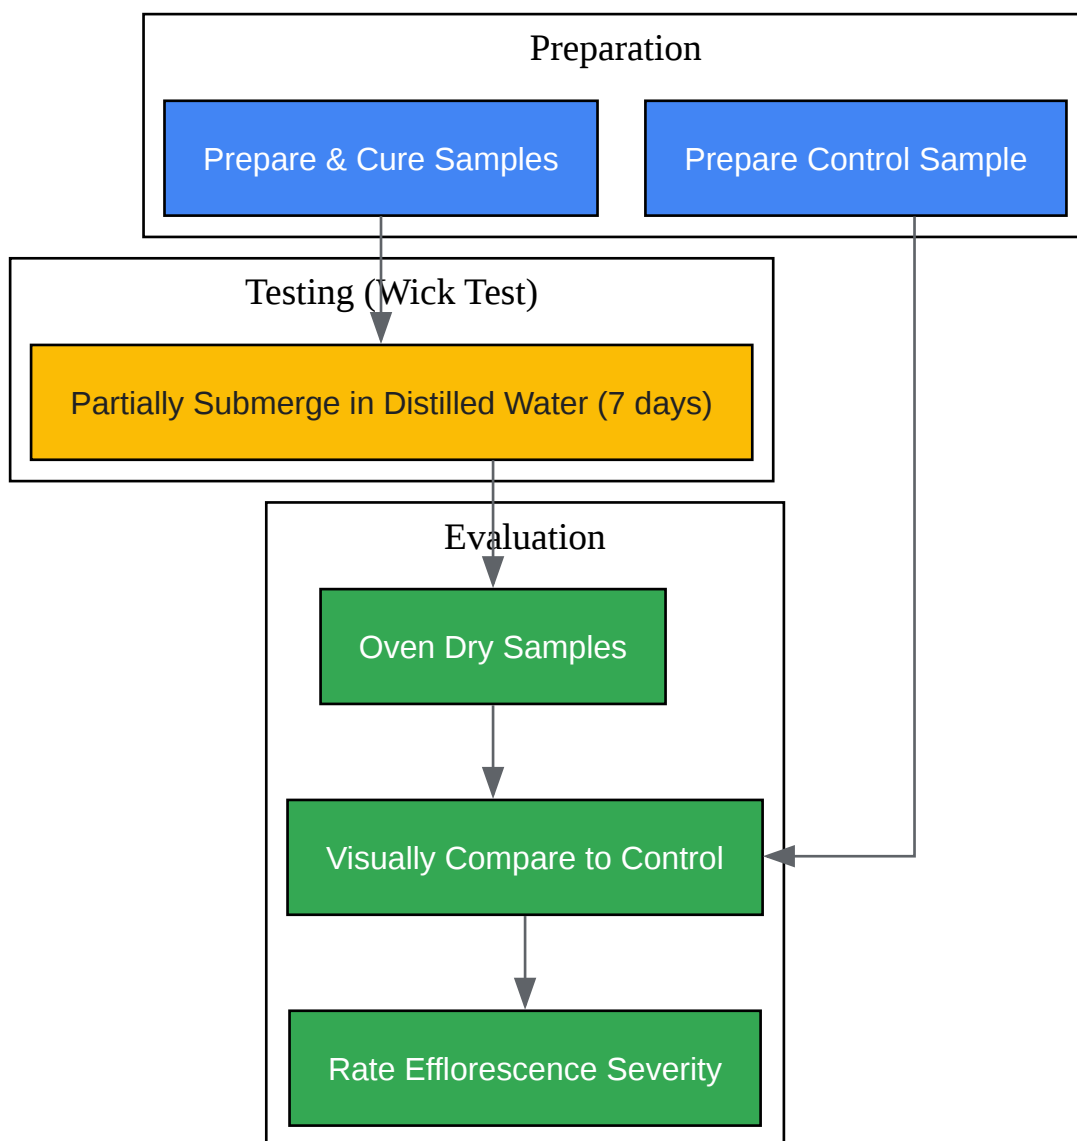 Preparation
Prepare & Cure Samples
Prepare Control Sample
Testing (Wick Test)
Partially Submerge in Distilled Water (7 days)
Evaluation
Oven Dry Samples
Visually Compare to Control
Rate Efflorescence Severity